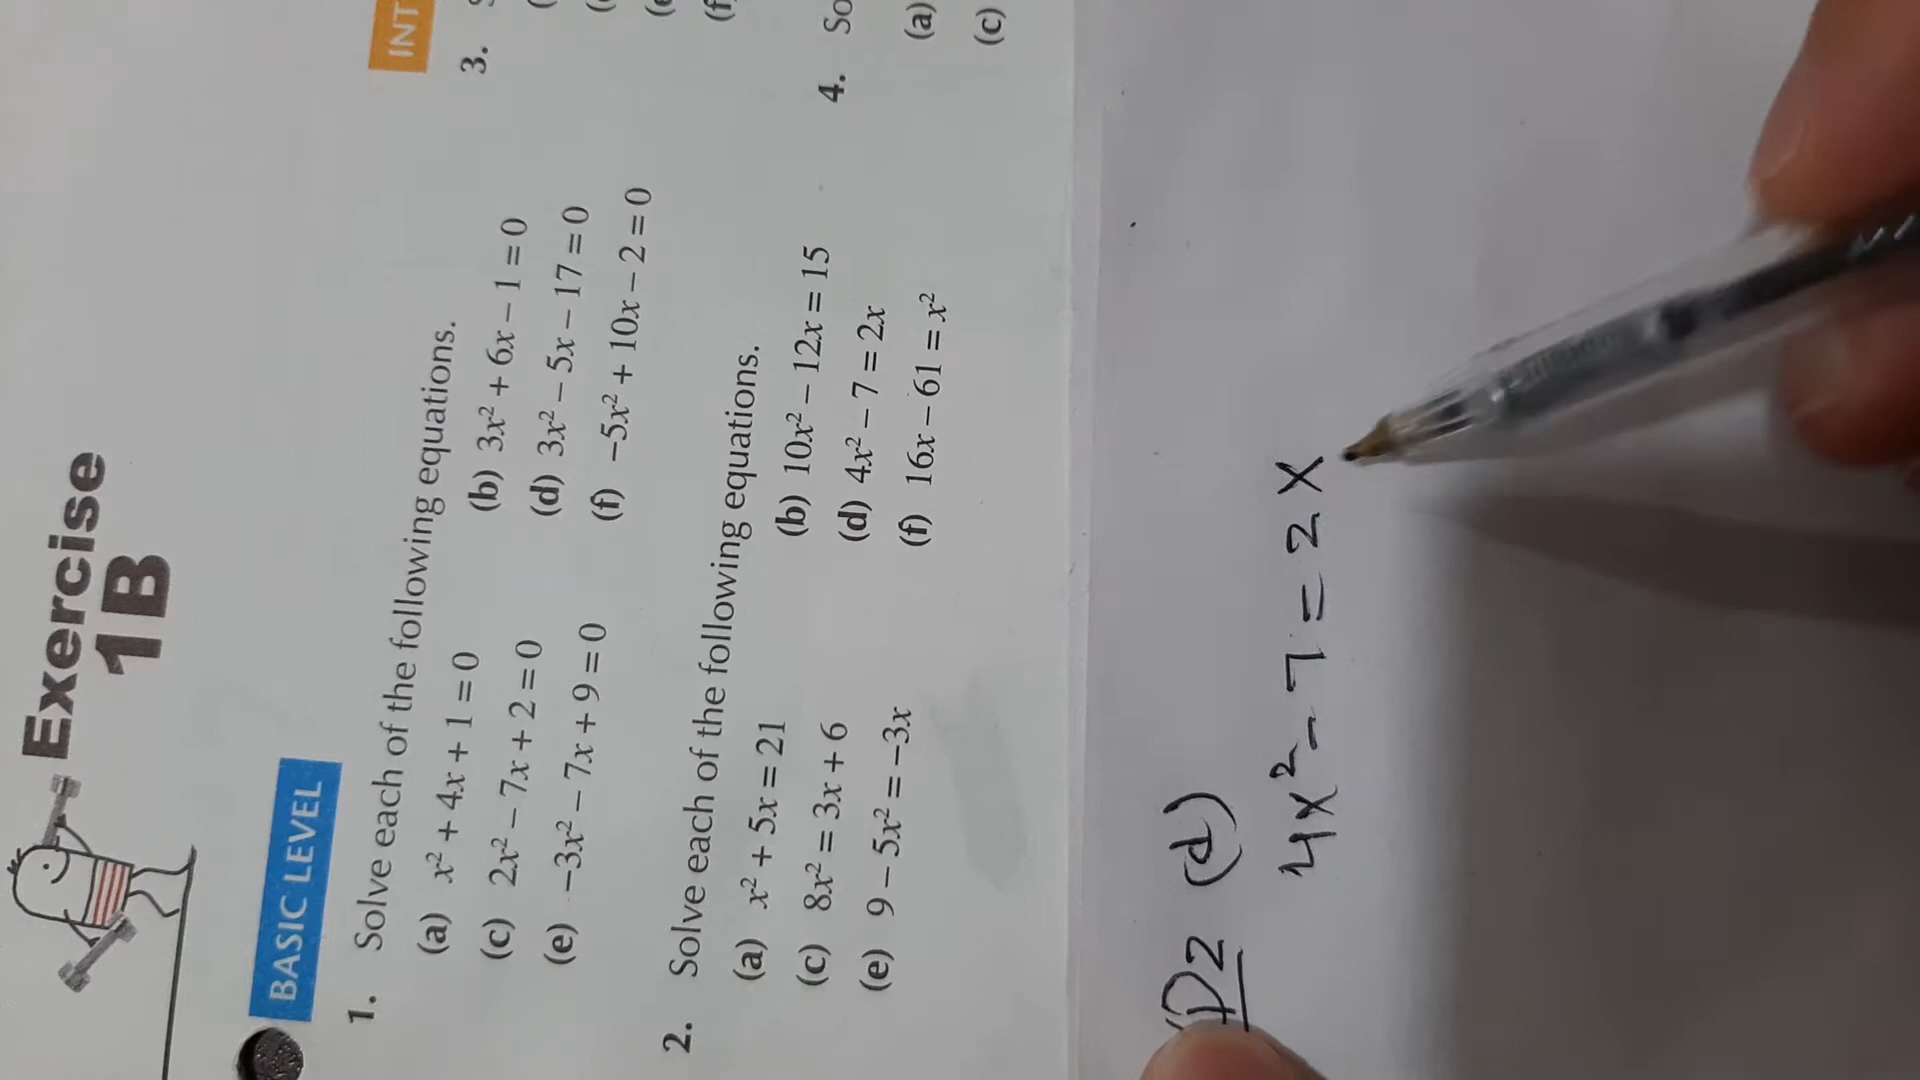 Exercise
1B
BASIC LEVEL
1. Solve each of the following equations.
(a) x² + 4x + 1 = 0
(b) 3x² + 6x − 1 = 0
(c) 2x² − 7x + 2 = 0
(d) 3x² − 5x − 17 = 0
(e) −3x² − 7x + 9 = 0
(f) −5x² + 10x − 2 = 0
2. Solve each of the following equations.
(a) x² + 5x = 21
(b) 10x² − 12x = 15
(c) 8x² = 3x + 6
(d) 4x² − 7 = 2x
(e) 9 − 5x² = −3x
(f) 16x − 61 = x²
INT
3.
4. So
(a)
(c)
(d)
4x² − 7 = 2x